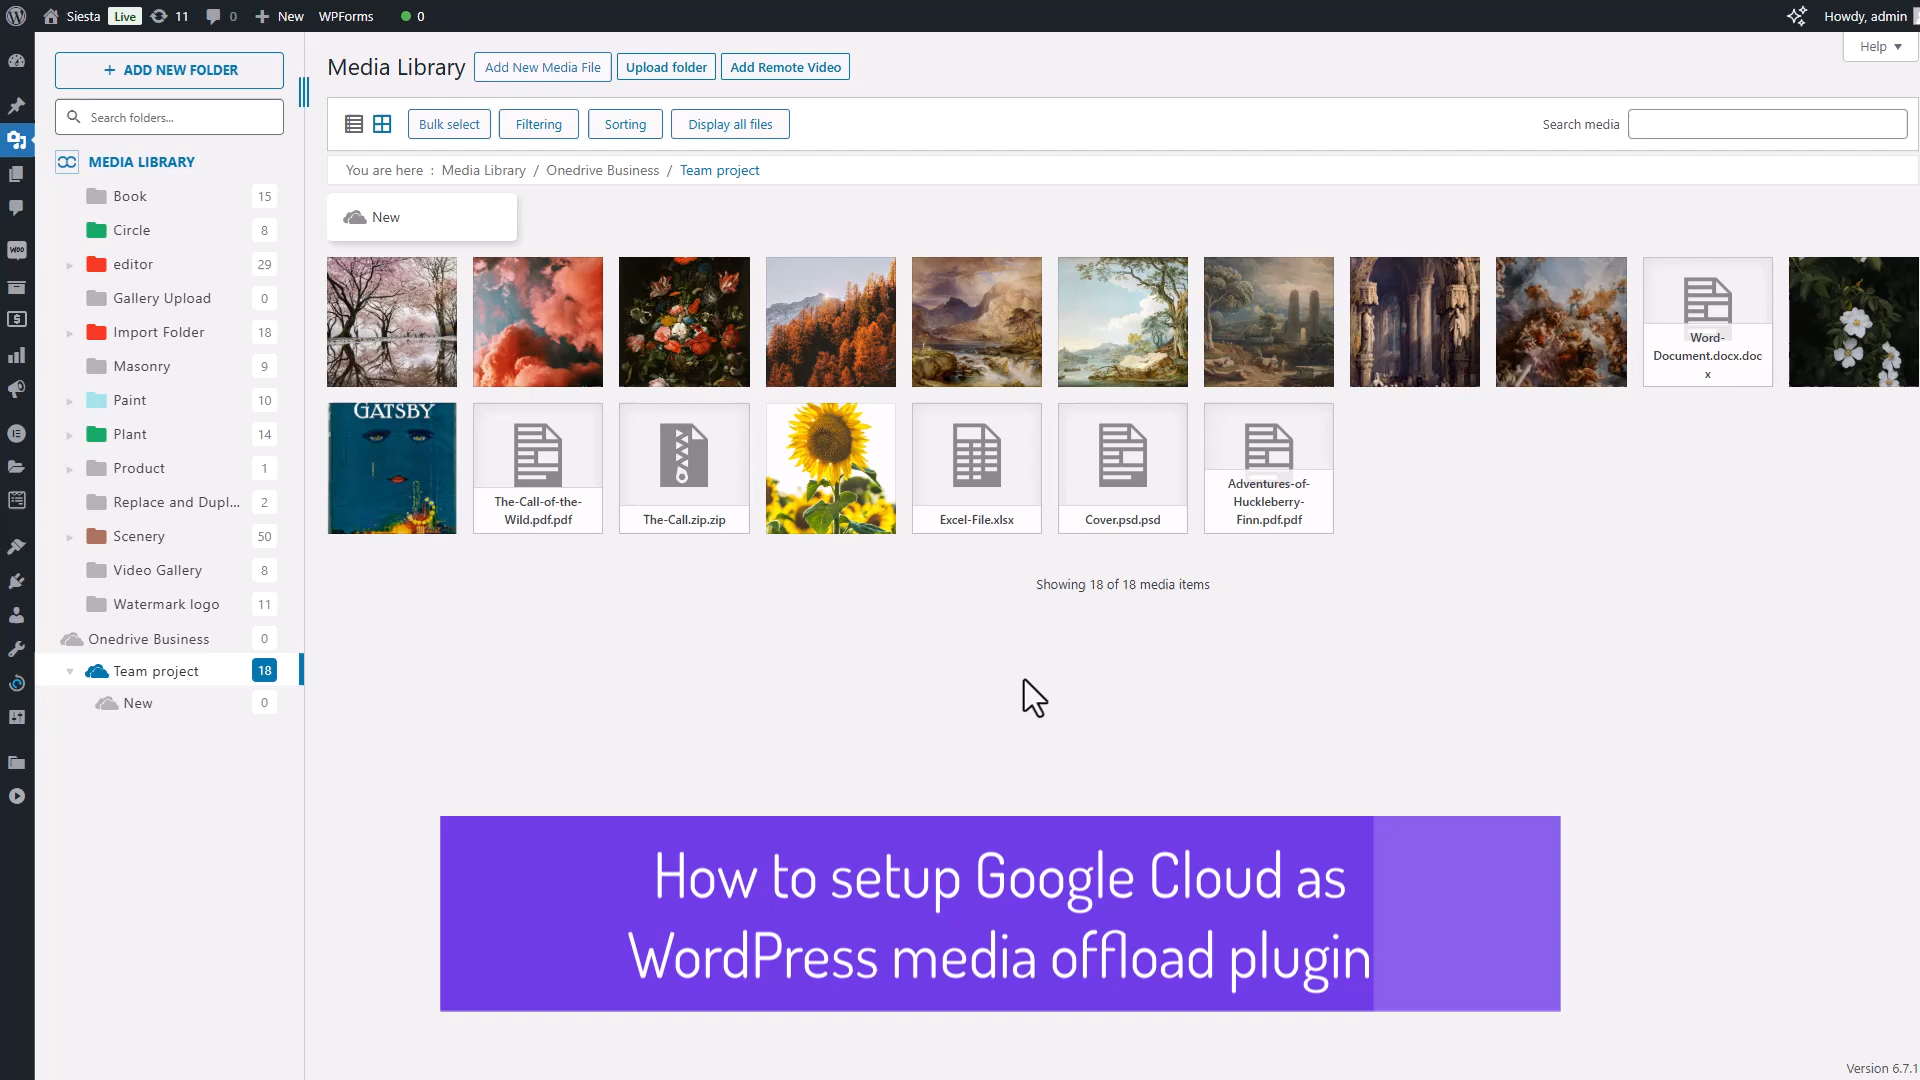 Siesta Live 11 0 + New WPForms 0 Howdy, admin
Help
+ ADD NEW FOLDER
Search folders...
MEDIA LIBRARY
Book 15
Circle 8
editor 29
Gallery Upload 0
Import Folder 18
Masonry 9
Paint 10
Plant 14
Product 1
Replace and Dupl... 2
Scenery 50
Video Gallery 8
Watermark logo 11
Onedrive Business 0
Team project 18
New 0
Media Library Add New Media File Upload folder Add Remote Video
Bulk select Filtering Sorting Display all files Search media
You are here : Media Library / Onedrive Business / Team project
New
Word-
Document.docx.doc
x
GATSBY
The-Call-of-the-
Wild.pdf.pdf
The-Call.zip.zip
Excel-File.xlsx
Cover.psd.psd
Adventures-of-
Huckleberry-
Finn.pdf.pdf
Showing 18 of 18 media items
How to setup Google Cloud as
WordPress media offload plugin
Version 6.7.1